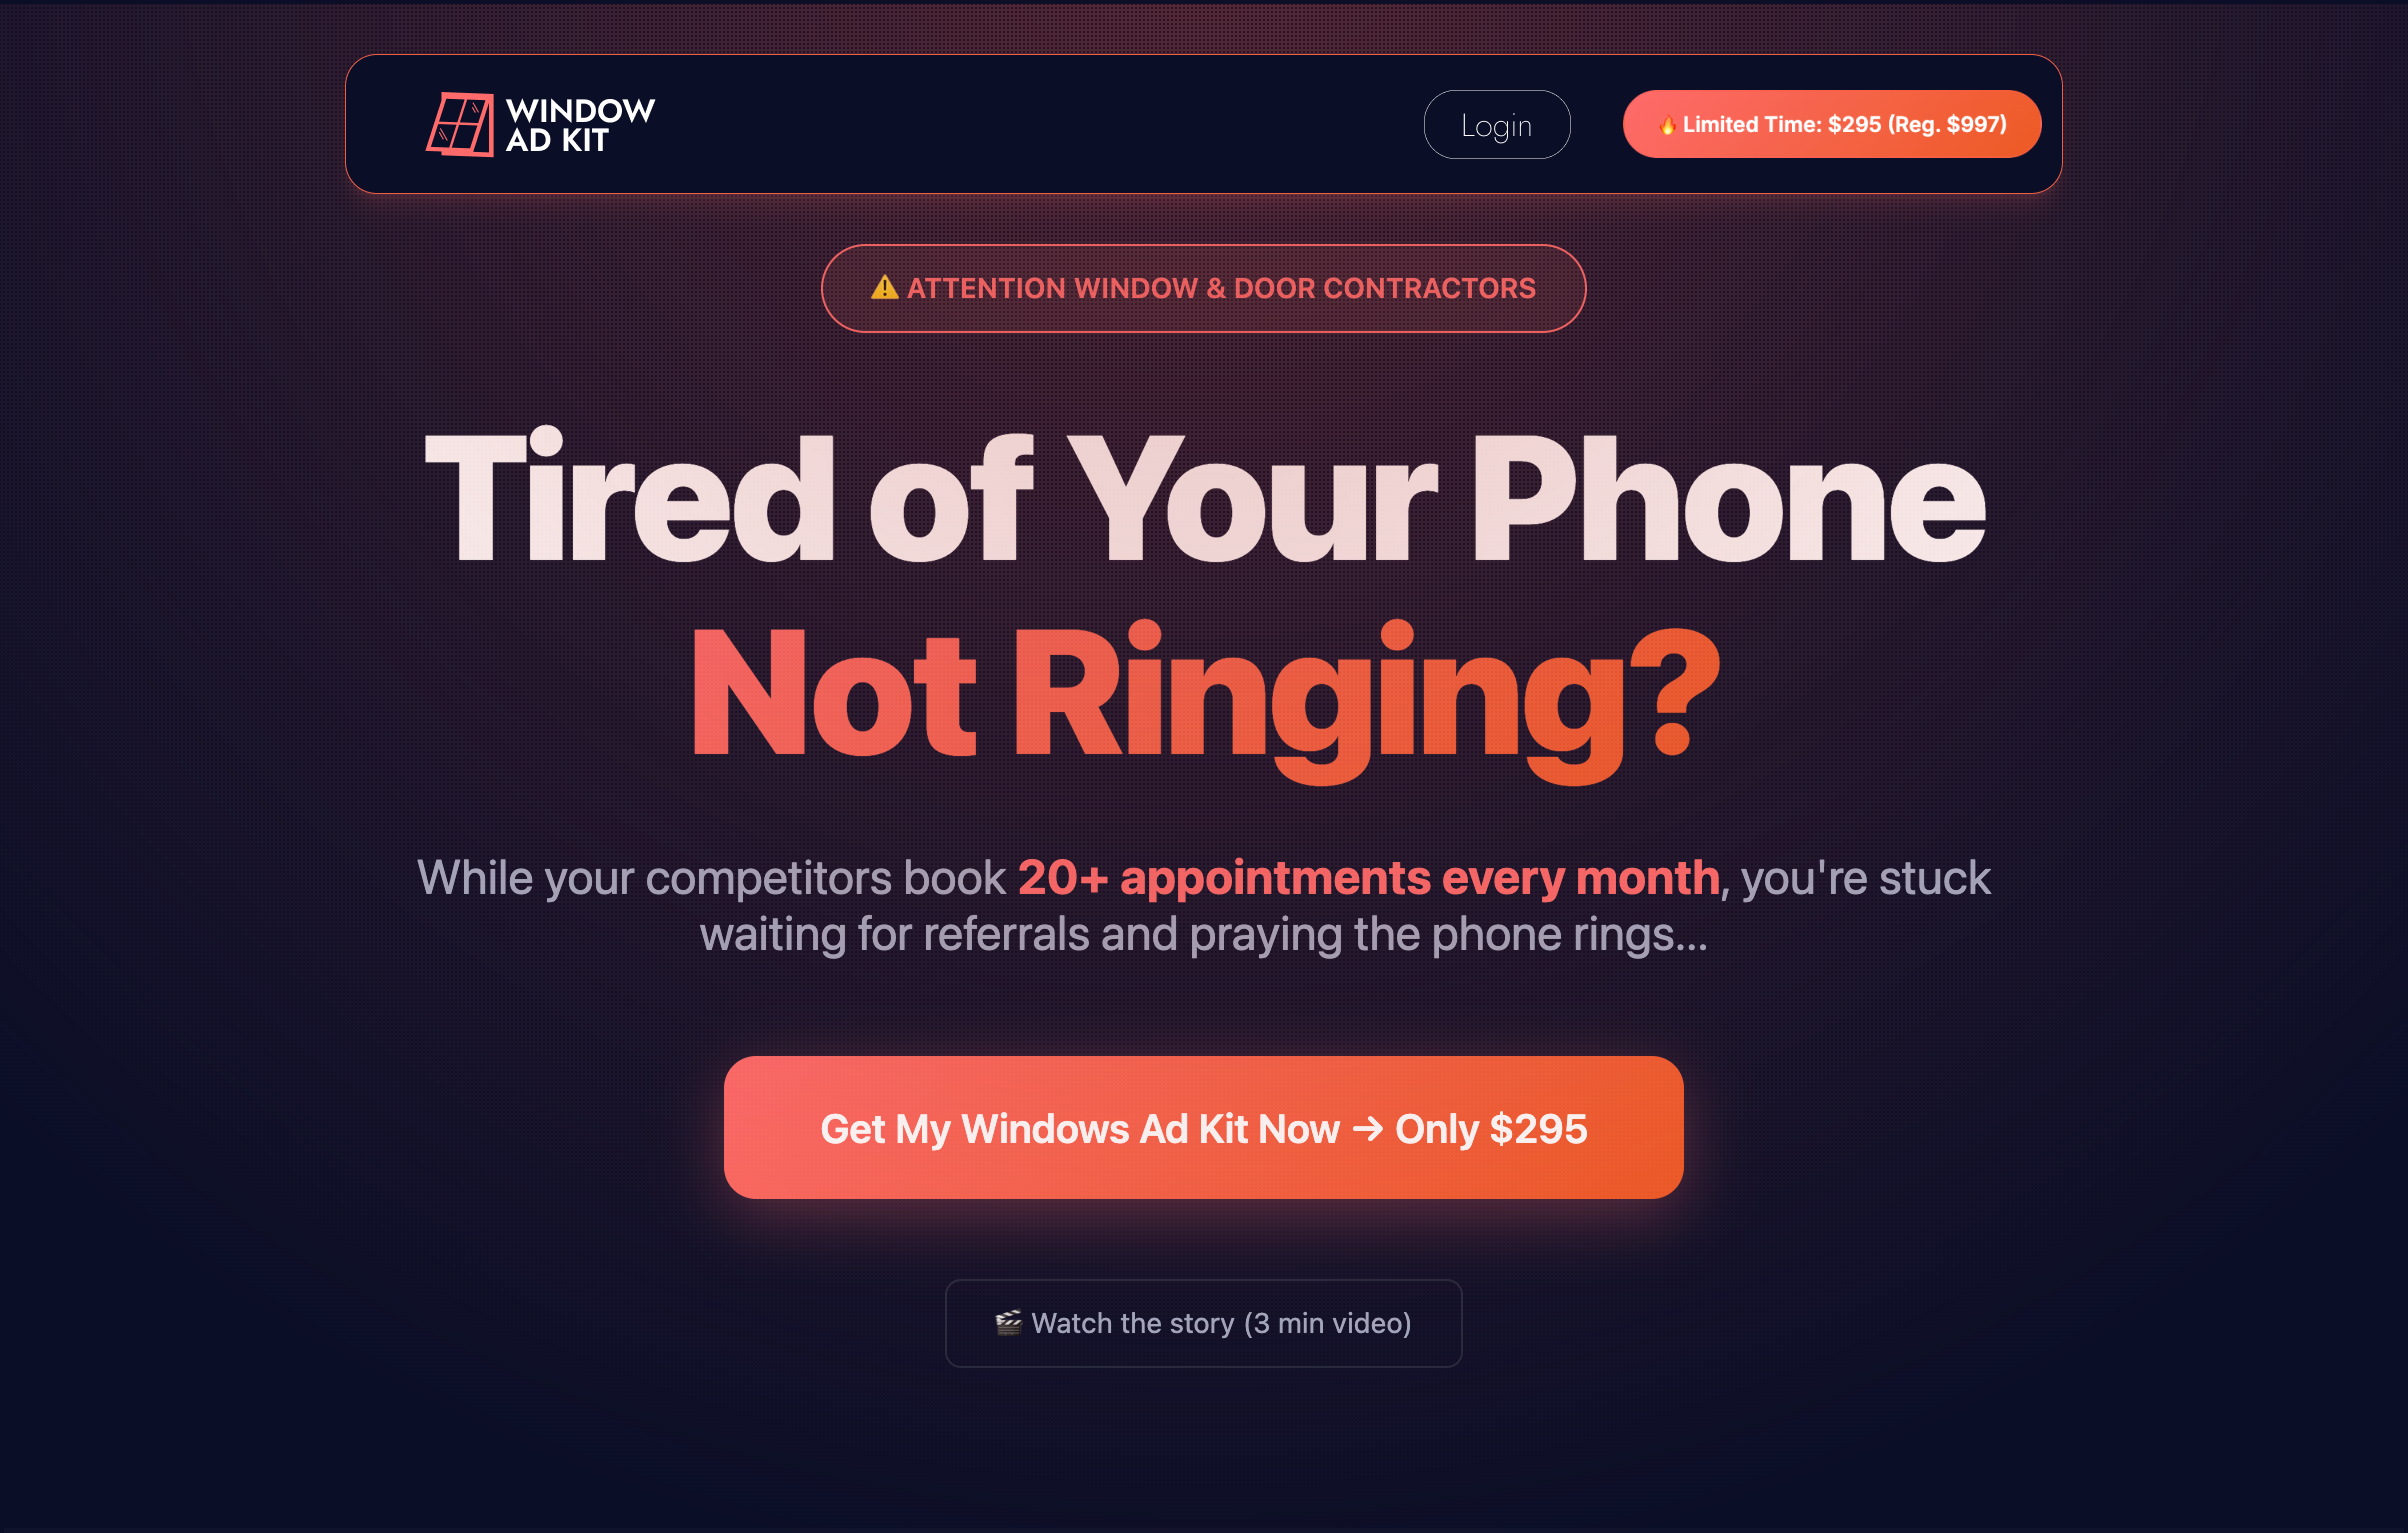 WINDOW
AD KIT
Login
🔥 Limited Time: $295 (Reg. $997)
⚠️ ATTENTION WINDOW & DOOR CONTRACTORS
Tired of Your Phone
Not Ringing?
While your competitors book 20+ appointments every month, you're stuck
waiting for referrals and praying the phone rings...
Get My Windows Ad Kit Now → Only $295
🎬 Watch the story (3 min video)